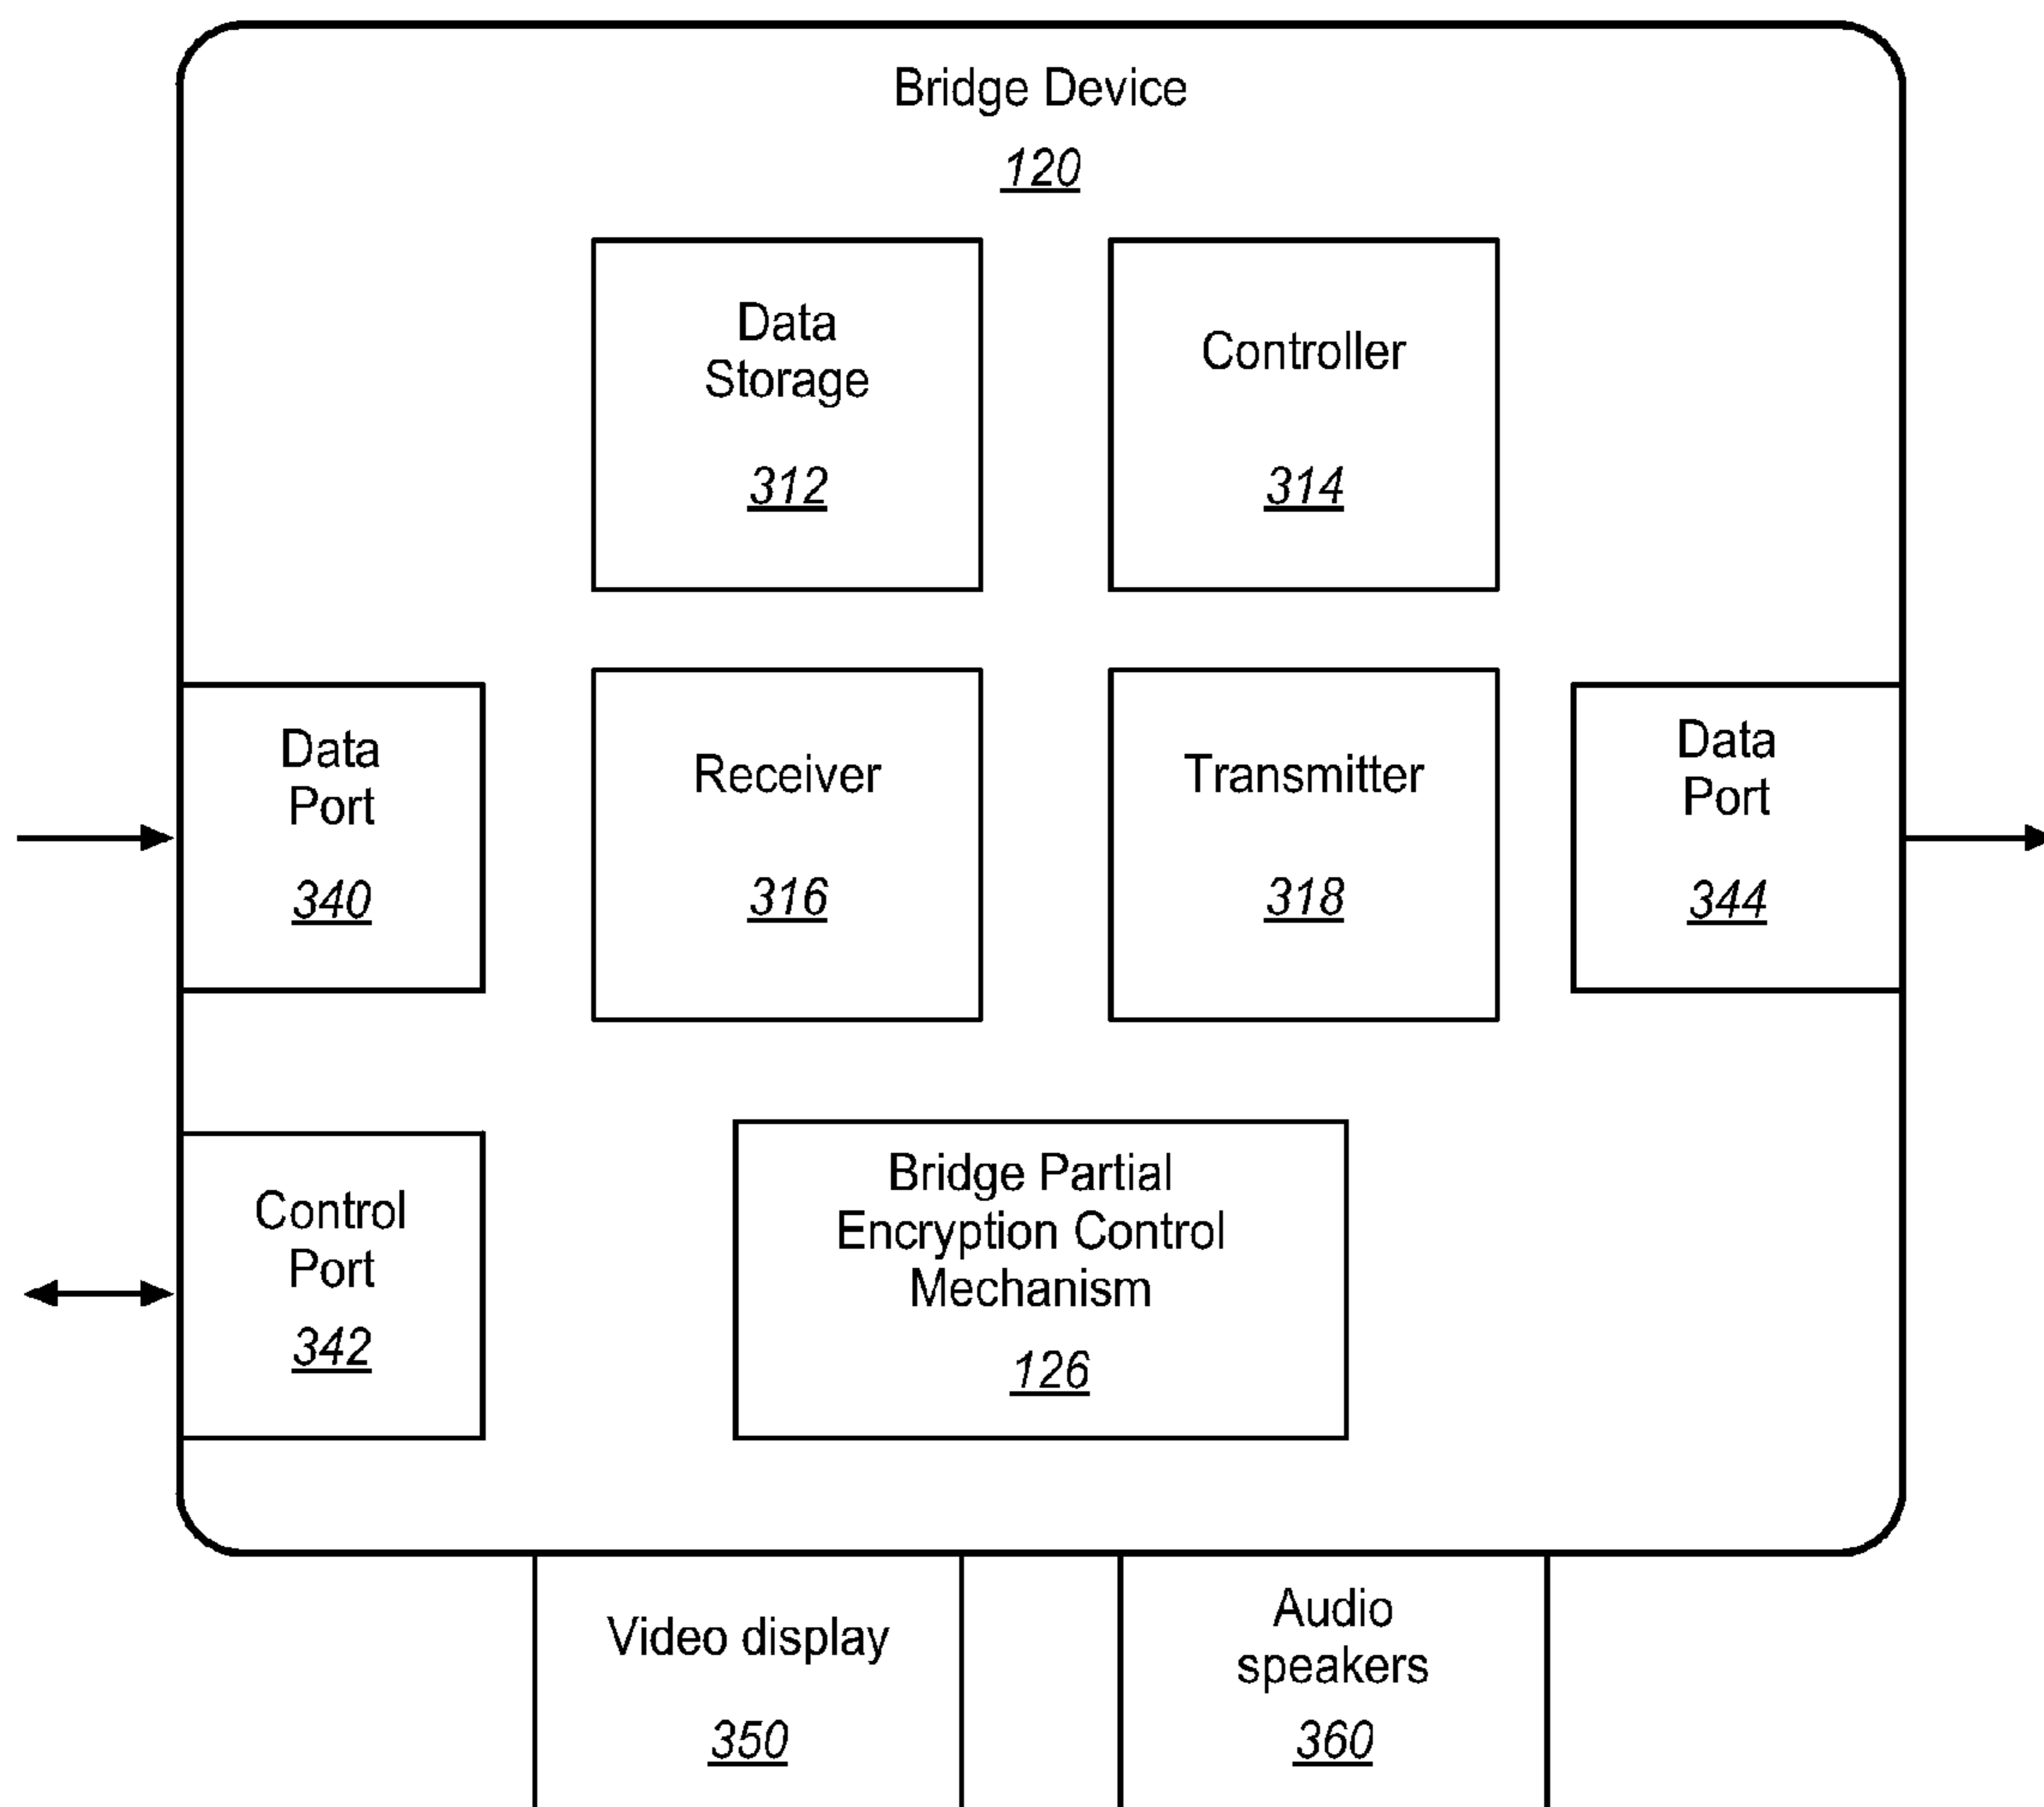 Bridge Device
120
Data
Storage
312
Controller
314
Data
Port
340
Receiver
316
Transmitter
318
Data
Port
344
Control
Port
342
Bridge Partial
Encryption Control
Mechanism
126
Video display
350
Audio
speakers
360